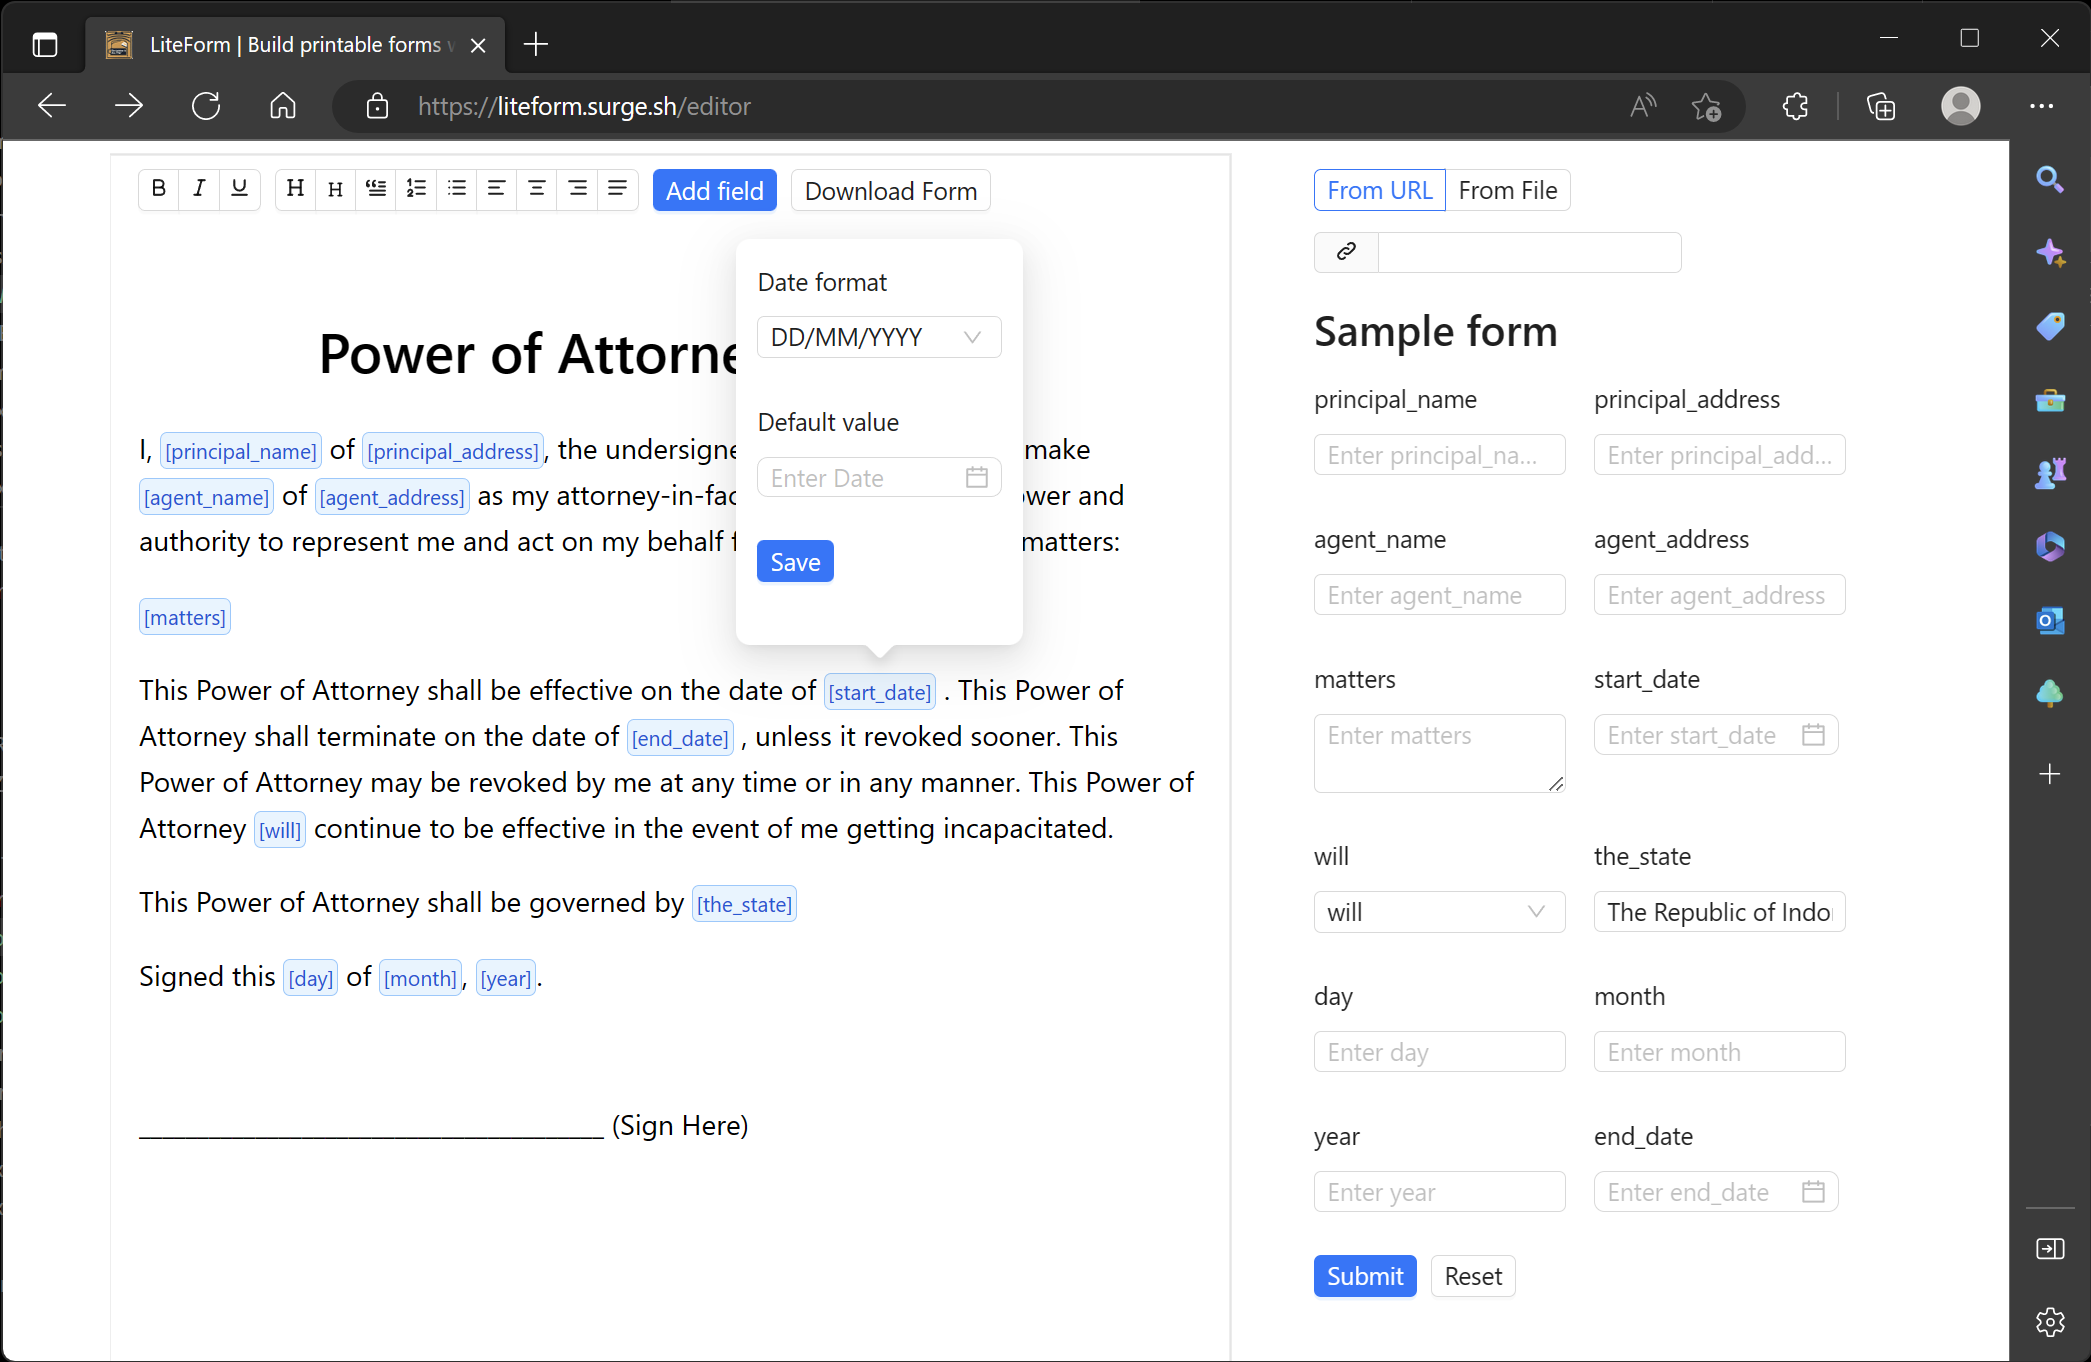 LiteForm | Build printable forms
https://liteform.surge.sh/editor
B I U H H Add field Download Form
From URL From File
Date format
DD/MM/YYYY
Default value
Enter Date
Save
Power of Attorne
I, [principal_name] of [principal_address], the undersigne make
[agent_name] of [agent_address] as my attorney-in-fac ower and
authority to represent me and act on my behalf f matters:
[matters]
This Power of Attorney shall be effective on the date of [start_date] . This Power of
Attorney shall terminate on the date of [end_date] , unless it revoked sooner. This
Power of Attorney may be revoked by me at any time or in any manner. This Power of
Attorney [will] continue to be effective in the event of me getting incapacitated.
This Power of Attorney shall be governed by [the_state]
Signed this [day] of [month], [year].
(Sign Here)
Sample form
principal_name principal_address
Enter principal_na... Enter principal_add...
agent_name agent_address
Enter agent_name Enter agent_address
matters start_date
Enter matters Enter start_date
will the_state
will The Republic of Indo
day month
Enter day Enter month
year end_date
Enter year Enter end_date
Submit Reset